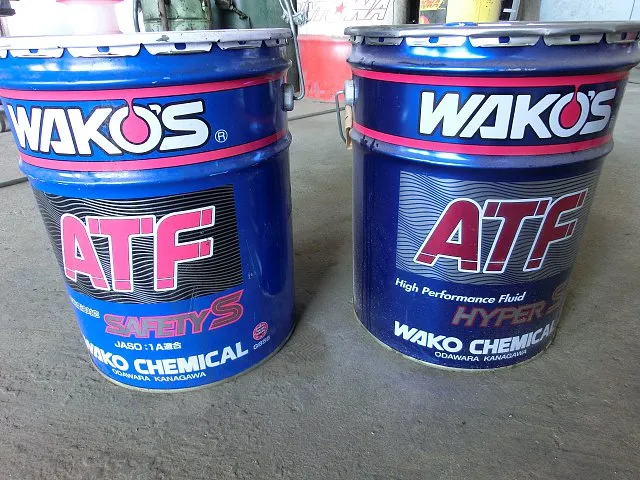 WAKO'S ®
ATF
SAFETY S
JASO:1A適合
WAKO CHEMICAL
ODAWARA KANAGAWA
WAKO'S
ATF
High Performance Fluid
HYPER S
WAKO CHEMICAL
ODAWARA KANAGAWA